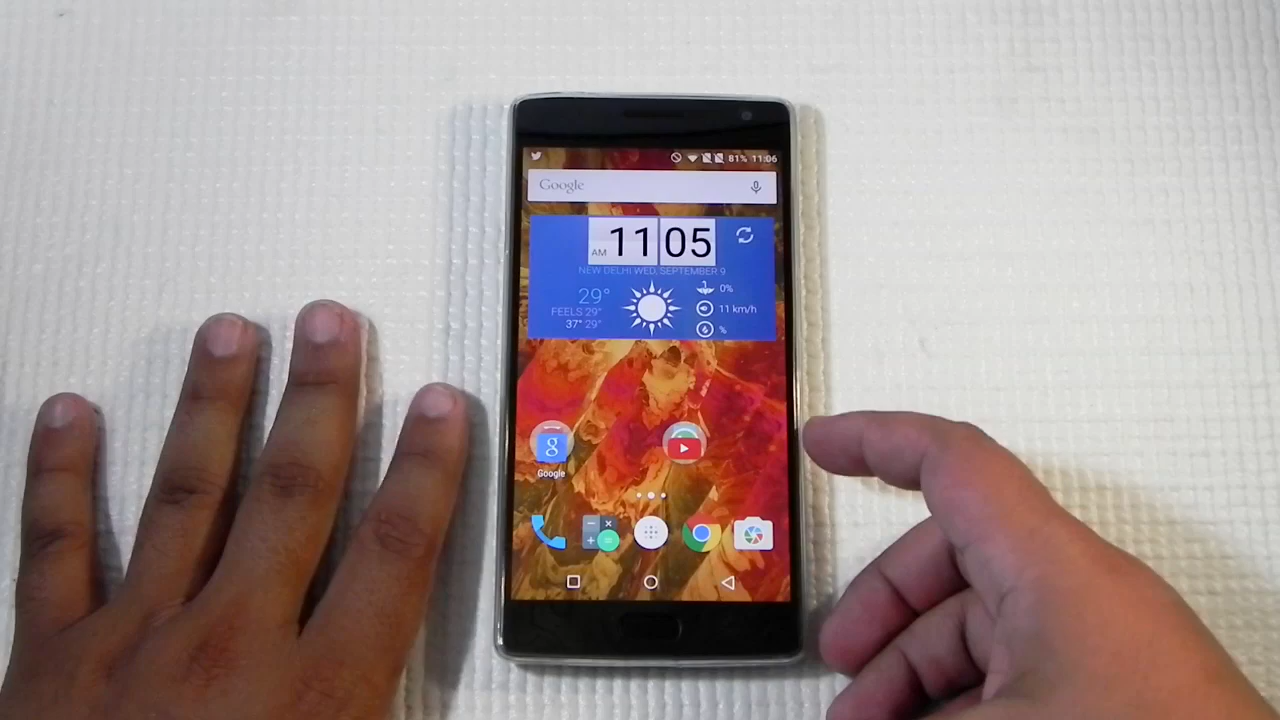 81% 11:06
Google
AM 11 05
NEW DELHI WED, SEPTEMBER 9
29°
0%
FEELS 29°
11 km/h
37° 29°
%
g
Google